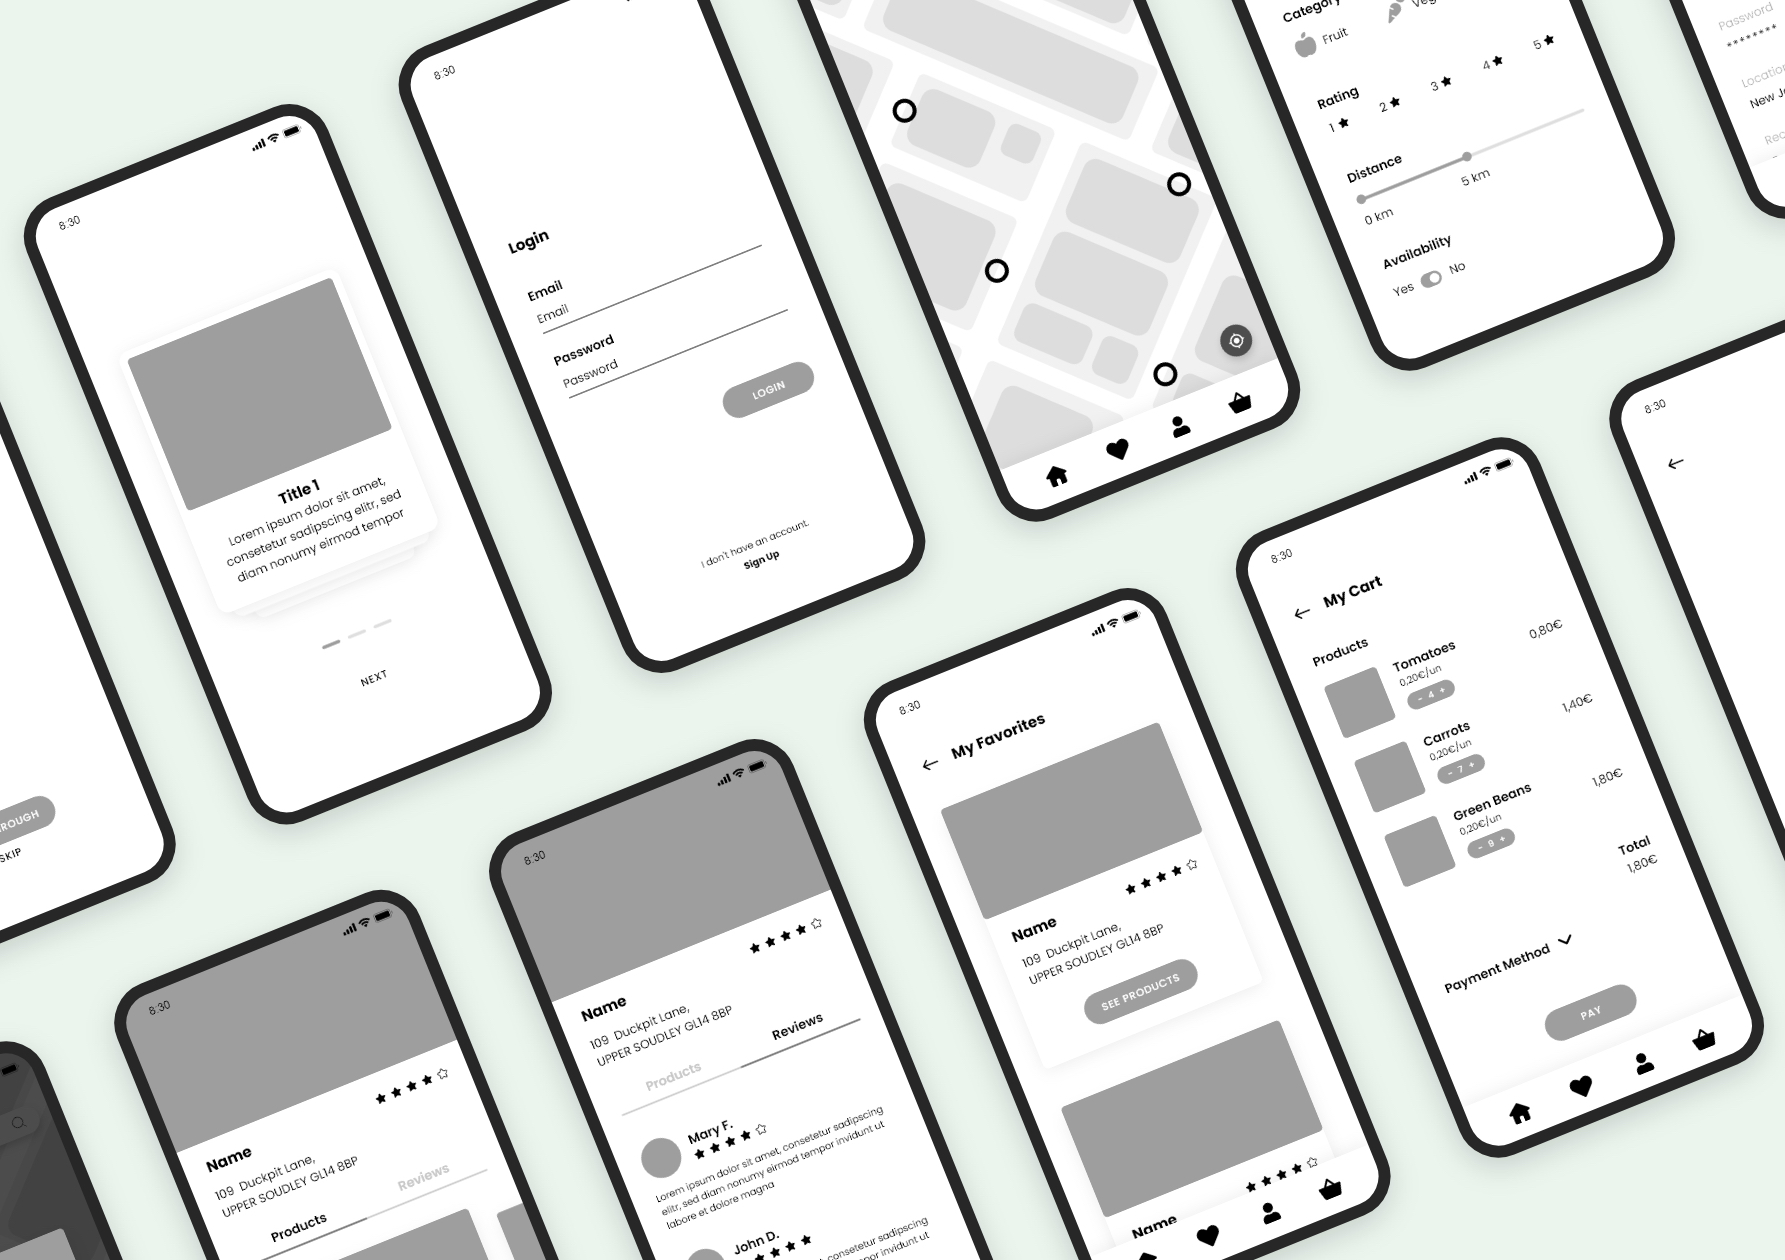 ROUGH
SKIP
8:30
Title 1
Lorem ipsum dolor sit amet,
consetetur sadipscing elitr, sed
diam nonumy eirmod tempor
NEXT
8:30
Login
Email
Email
Password
Password
LOGIN
I don't have an account.
Sign Up
Category
Fruit
Rating
1
2
3
4
5
Distance
0 km
5 km
Availability
Yes
No
Password
********
Location
8:30
Name
109 Duckpit Lane,
UPPER SOUDLEY GL14 8BP
Products
Reviews
8:30
Name
109 Duckpit Lane,
UPPER SOUDLEY GL14 8BP
Products
Reviews
Mary F.
Lorem ipsum dolor sit amet, consetetur sadipscing
elitr, sed diam nonumy eirmod tempor invidunt ut
labore et dolore magna
John D.
consetetur sadipscing
tempor invidunt ut
8:30
My Favorites
Name
109 Duckpit Lane,
UPPER SOUDLEY GL14 8BP
SEE PRODUCTS
Name
8:30
My Cart
Products
Tomatoes
0,20€/un
- 4 +
0,80€
Carrots
0,20€/un
- 7 +
1,40€
Green Beans
0,20€/un
- 9 +
1,80€
Total
1,80€
Payment Method
PAY
8:30